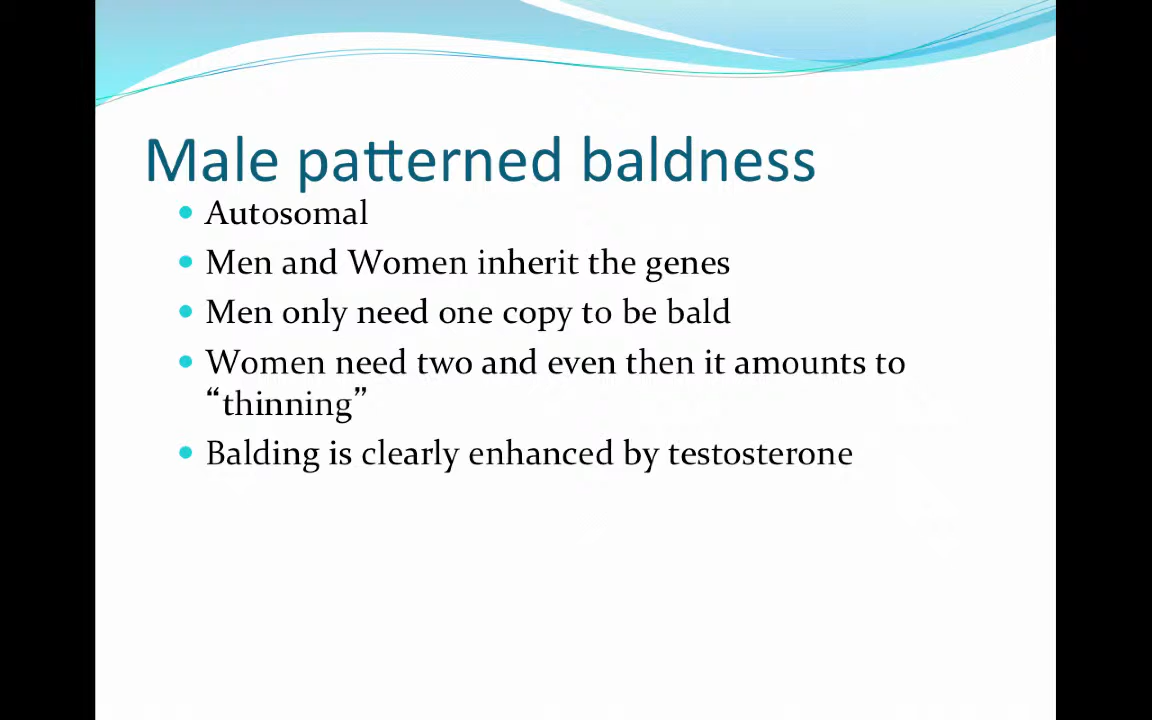 Male patterned baldness
• Autosomal
• Men and Women inherit the genes
• Men only need one copy to be bald
• Women need two and even then it amounts to
“thinning”
• Balding is clearly enhanced by testosterone